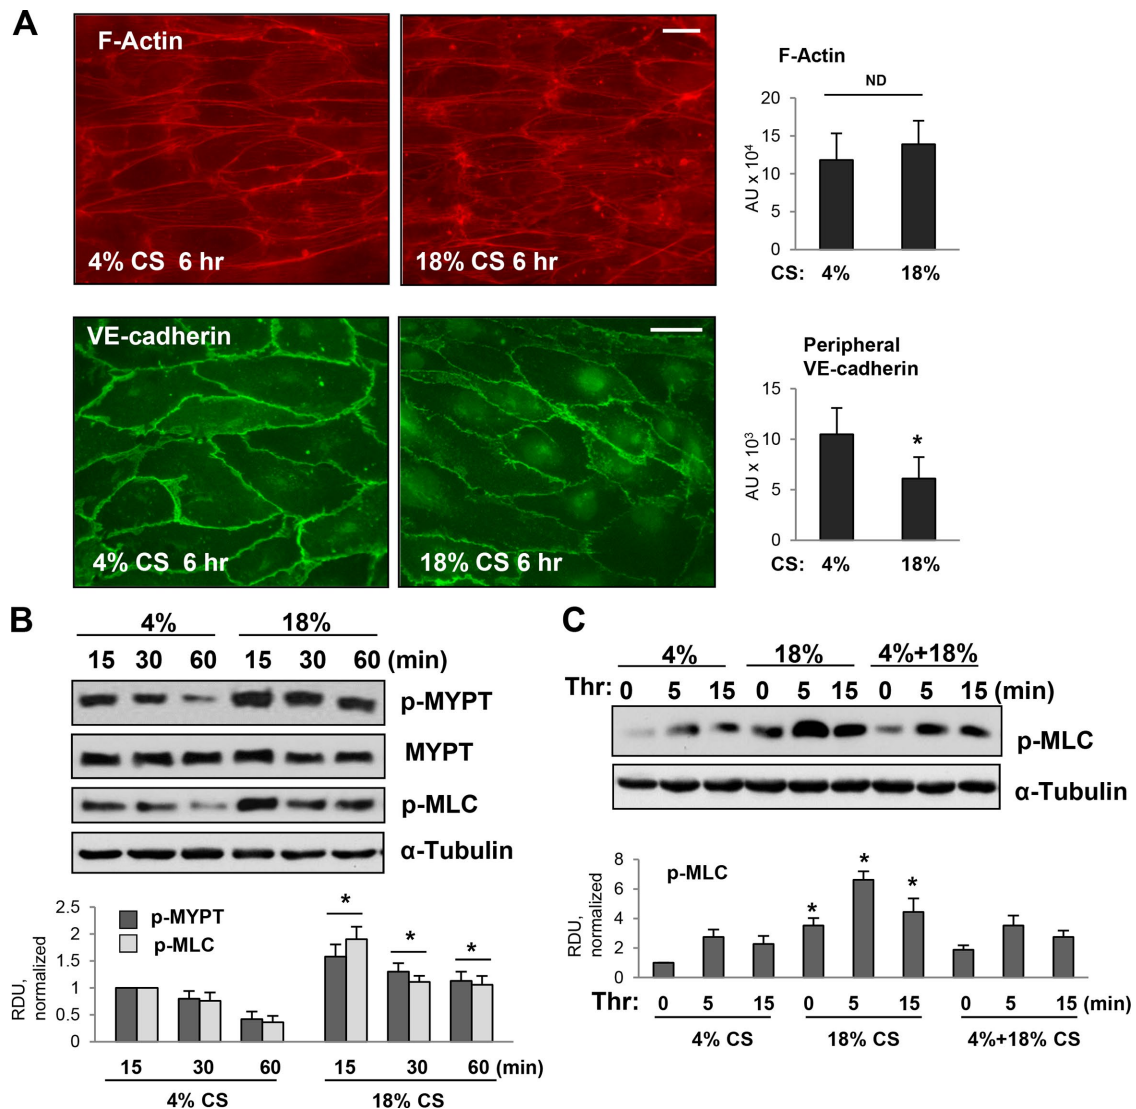 A
F-Actin
4% CS 6 hr
18% CS 6 hr
F-Actin
ND
20
15
10
5
0
AU x 10⁴
CS: 4% 18%
VE-cadherin
4% CS 6 hr
18% CS 6 hr
Peripheral
VE-cadherin
15
10
5
0
AU x 10³
*
CS: 4% 18%
B
4% 18%
15 30 60 15 30 60 (min)
p-MYPT
MYPT
p-MLC
α-Tubulin
2.5
2
1.5
1
0.5
0
RDU,
normalized
p-MYPT
p-MLC
* * *
15 30 60 15 30 60 (min)
4% CS 18% CS
C
4% 18% 4%+18%
Thr: 0 5 15 0 5 15 0 5 15 (min)
p-MLC
α-Tubulin
8
6
4
2
0
RDU,
normalized
p-MLC
* * *
Thr: 0 5 15 0 5 15 0 5 15 (min)
4% CS 18% CS 4%+18% CS